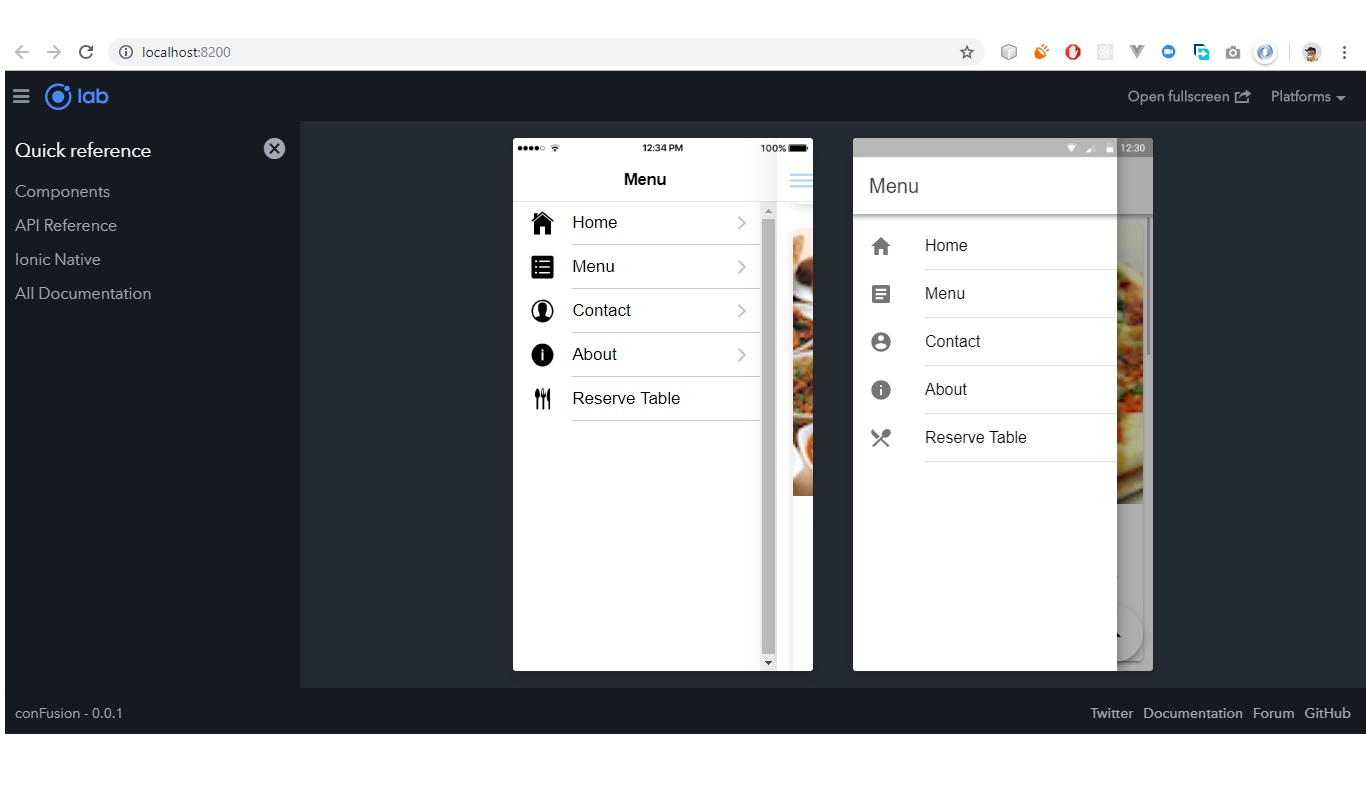 localhost:8200
lab
Open fullscreen
Platforms
Quick reference
Components
API Reference
Ionic Native
All Documentation
12:34 PM
100%
Menu
Home
Menu
Contact
About
Reserve Table
12:30
Menu
Home
Menu
Contact
About
Reserve Table
conFusion - 0.0.1
Twitter Documentation Forum GitHub